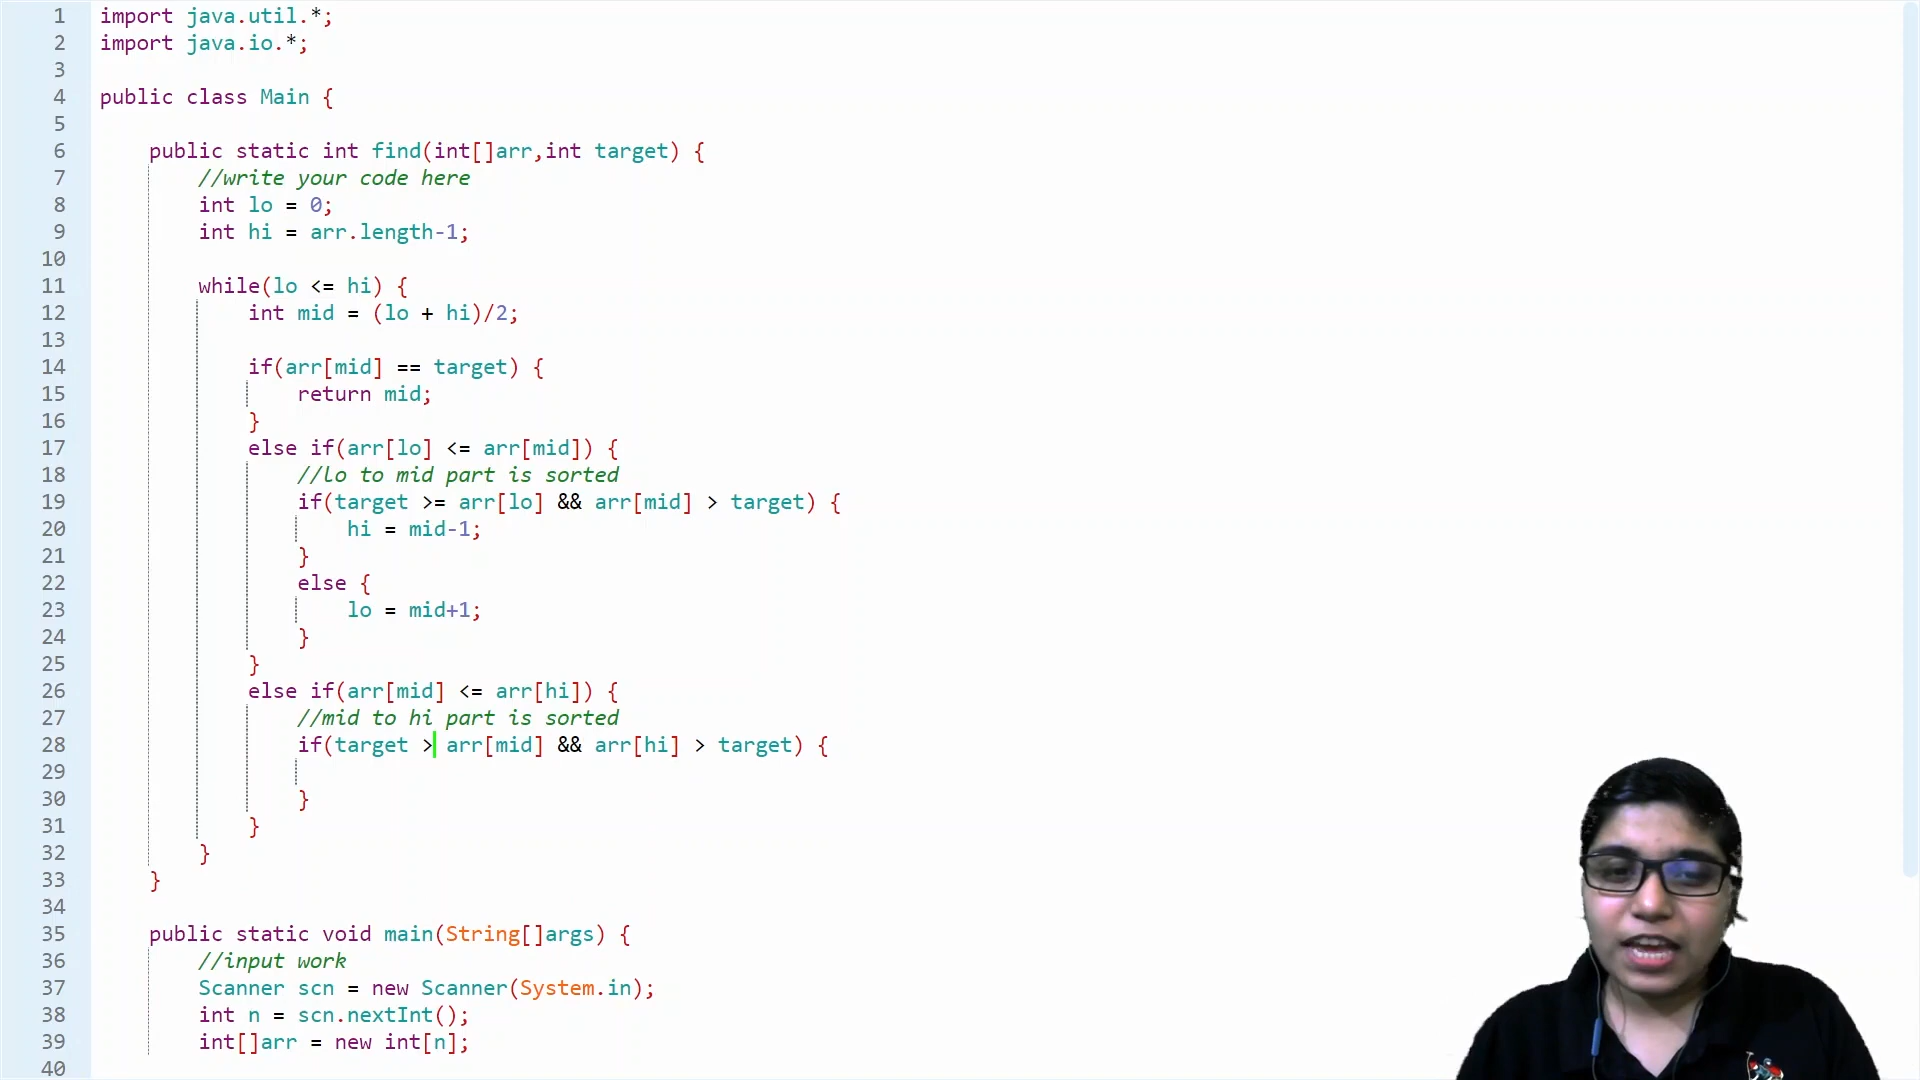 1 import java.util.*;
2 import java.io.*;
3
4 public class Main {
5
6 public static int find(int[]arr,int target) {
7 //write your code here
8 int lo = 0;
9 int hi = arr.length-1;
10
11 while(lo <= hi) {
12 int mid = (lo + hi)/2;
13
14 if(arr[mid] == target) {
15 return mid;
16 }
17 else if(arr[lo] <= arr[mid]) {
18 //lo to mid part is sorted
19 if(target >= arr[lo] && arr[mid] > target) {
20 hi = mid-1;
21 }
22 else {
23 lo = mid+1;
24 }
25 }
26 else if(arr[mid] <= arr[hi]) {
27 //mid to hi part is sorted
28 if(target > arr[mid] && arr[hi] > target) {
29
30 }
31 }
32 }
33 }
34
35 public static void main(String[]args) {
36 //input work
37 Scanner scn = new Scanner(System.in);
38 int n = scn.nextInt();
39 int[]arr = new int[n];
40